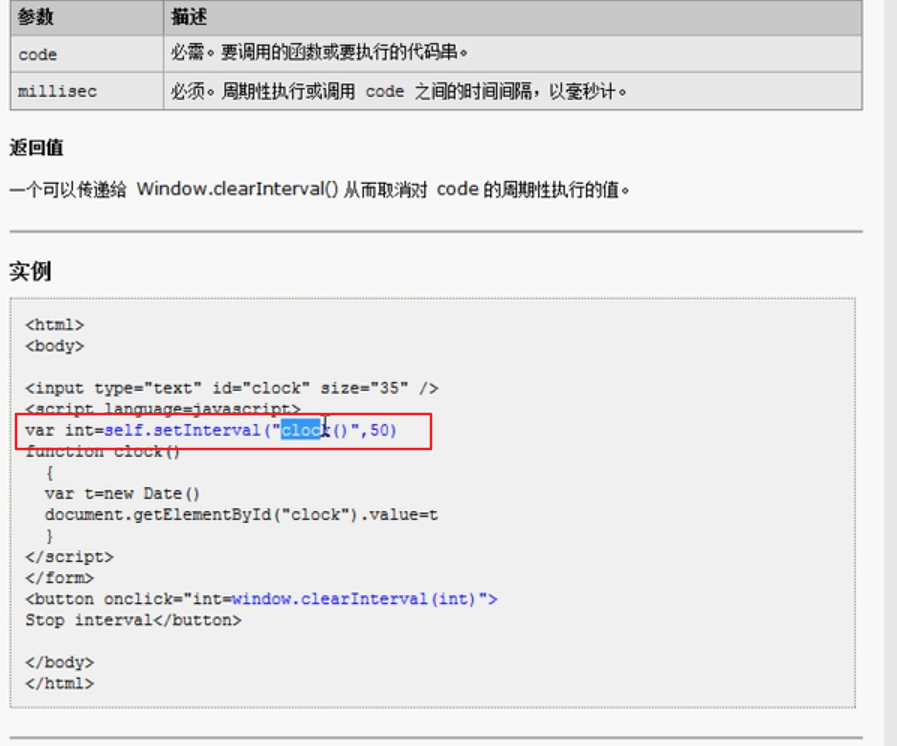 参数 描述
code 必需。要调用的函数或要执行的代码串。
millisec 必须。周期性执行或调用 code 之间的时间间隔，以毫秒计。
返回值
一个可以传递给 Window.clearInterval() 从而取消对 code 的周期性执行的值。
实例
<html>
<body>
<input type="text" id="clock" size="35" />
<script language=javascript>
var int=self.setInterval("clock()",50)
function clock()
{
var t=new Date()
document.getElementById("clock").value=t
}
</script>
</form>
<button onclick="int=window.clearInterval(int)">
Stop interval</button>
</body>
</html>